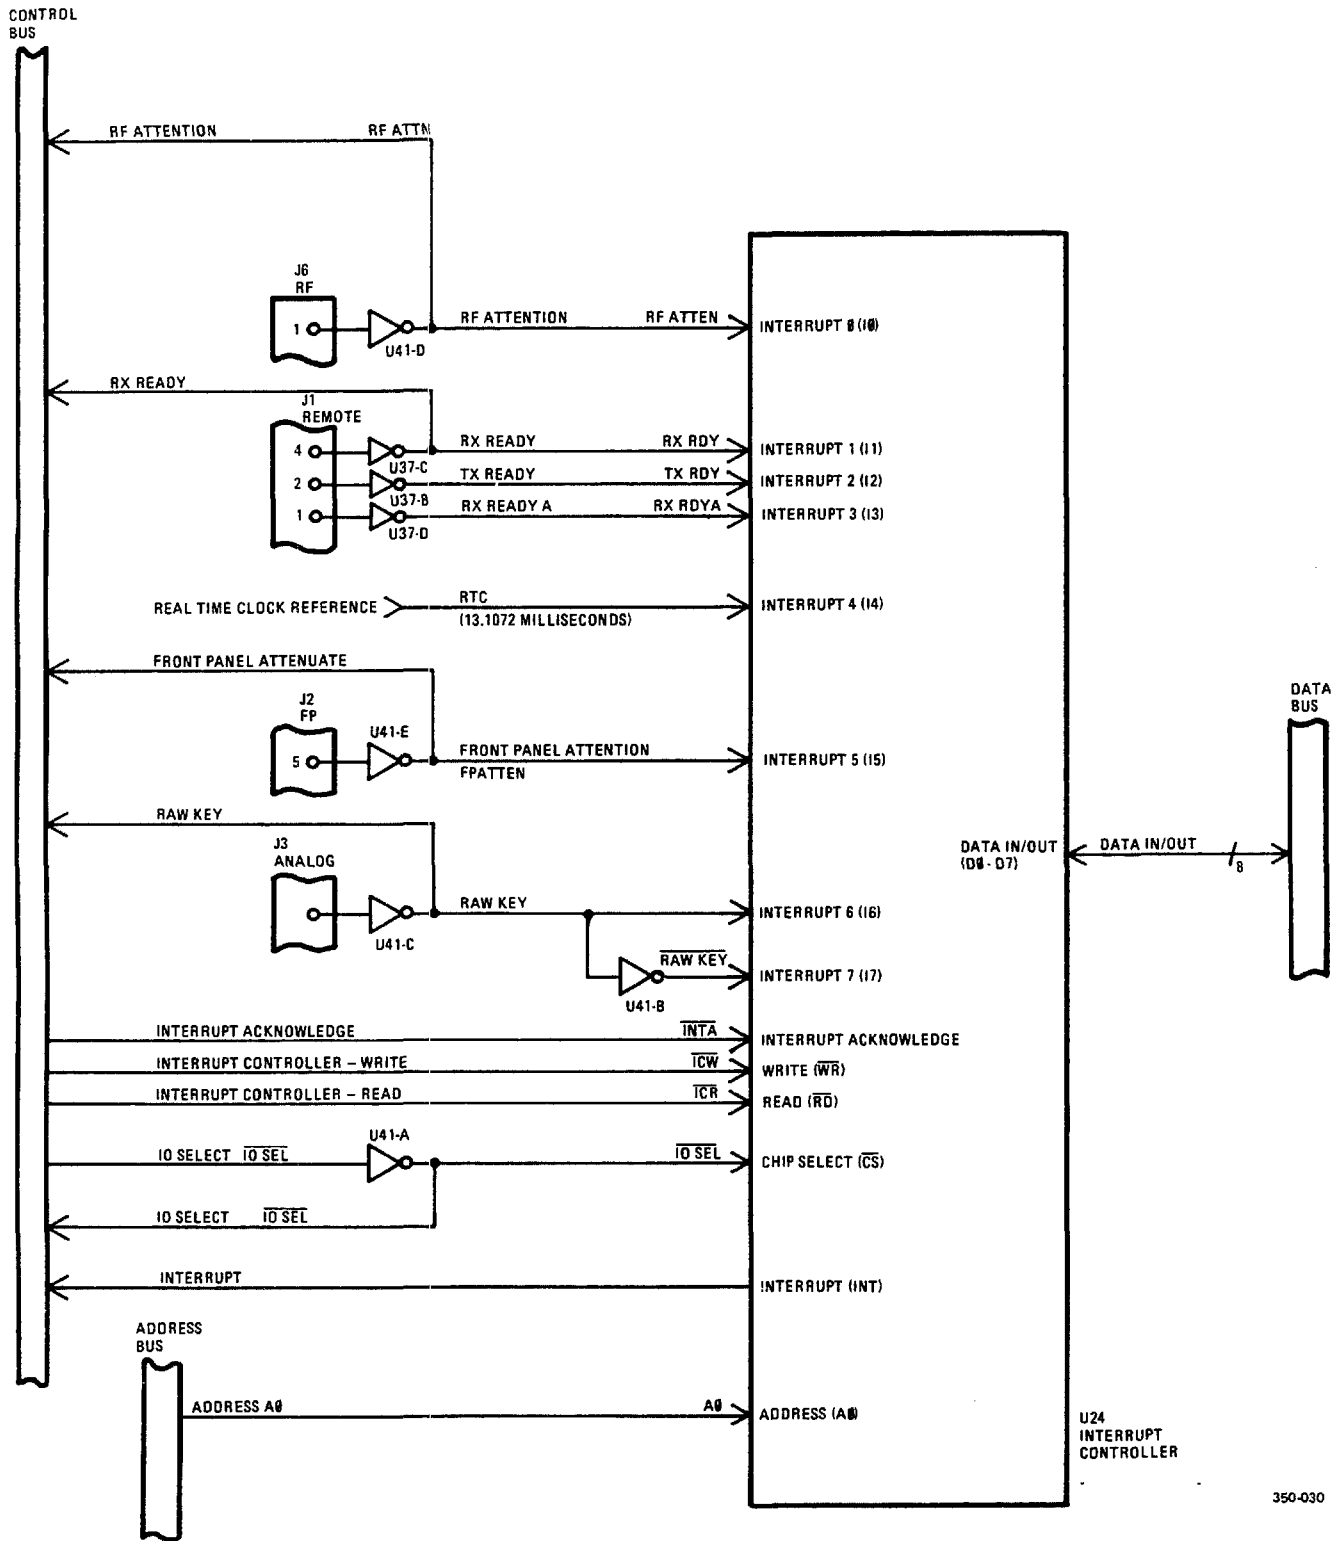 CONTROL
BUS
RF ATTENTION RF ATTN
J6
RF
1
U41-D
RF ATTENTION RF ATTEN
INTERRUPT 0 (I0)
RX READY
J1
REMOTE
4
U37-C
RX READY RX RDY
INTERRUPT 1 (I1)
2
U37-B
TX READY TX RDY
INTERRUPT 2 (I2)
1
U37-D
RX READY A RX RDYA
INTERRUPT 3 (I3)
REAL TIME CLOCK REFERENCE
RTC
(13.1072 MILLISECONDS)
INTERRUPT 4 (I4)
FRONT PANEL ATTENUATE
J2
FP
5
U41-E
FRONT PANEL ATTENTION
FPATTEN
INTERRUPT 5 (I5)
DATA
BUS
RAW KEY
J3
ANALOG
U41-C
RAW KEY
INTERRUPT 6 (I6)
DATA IN/OUT
(D0 - D7)
DATA IN/OUT
8
RAW KEY
U41-B
INTERRUPT 7 (I7)
INTERRUPT ACKNOWLEDGE INTA
INTERRUPT ACKNOWLEDGE
INTERRUPT CONTROLLER – WRITE ICW
WRITE (WR)
INTERRUPT CONTROLLER – READ ICR
READ (RD)
U41-A
IO SELECT IO SEL
IO SEL
CHIP SELECT (CS)
IO SELECT IO SEL
INTERRUPT
INTERRUPT (INT)
ADDRESS
BUS
ADDRESS A0 A0
ADDRESS (A0)
U24
INTERRUPT
CONTROLLER
350-030